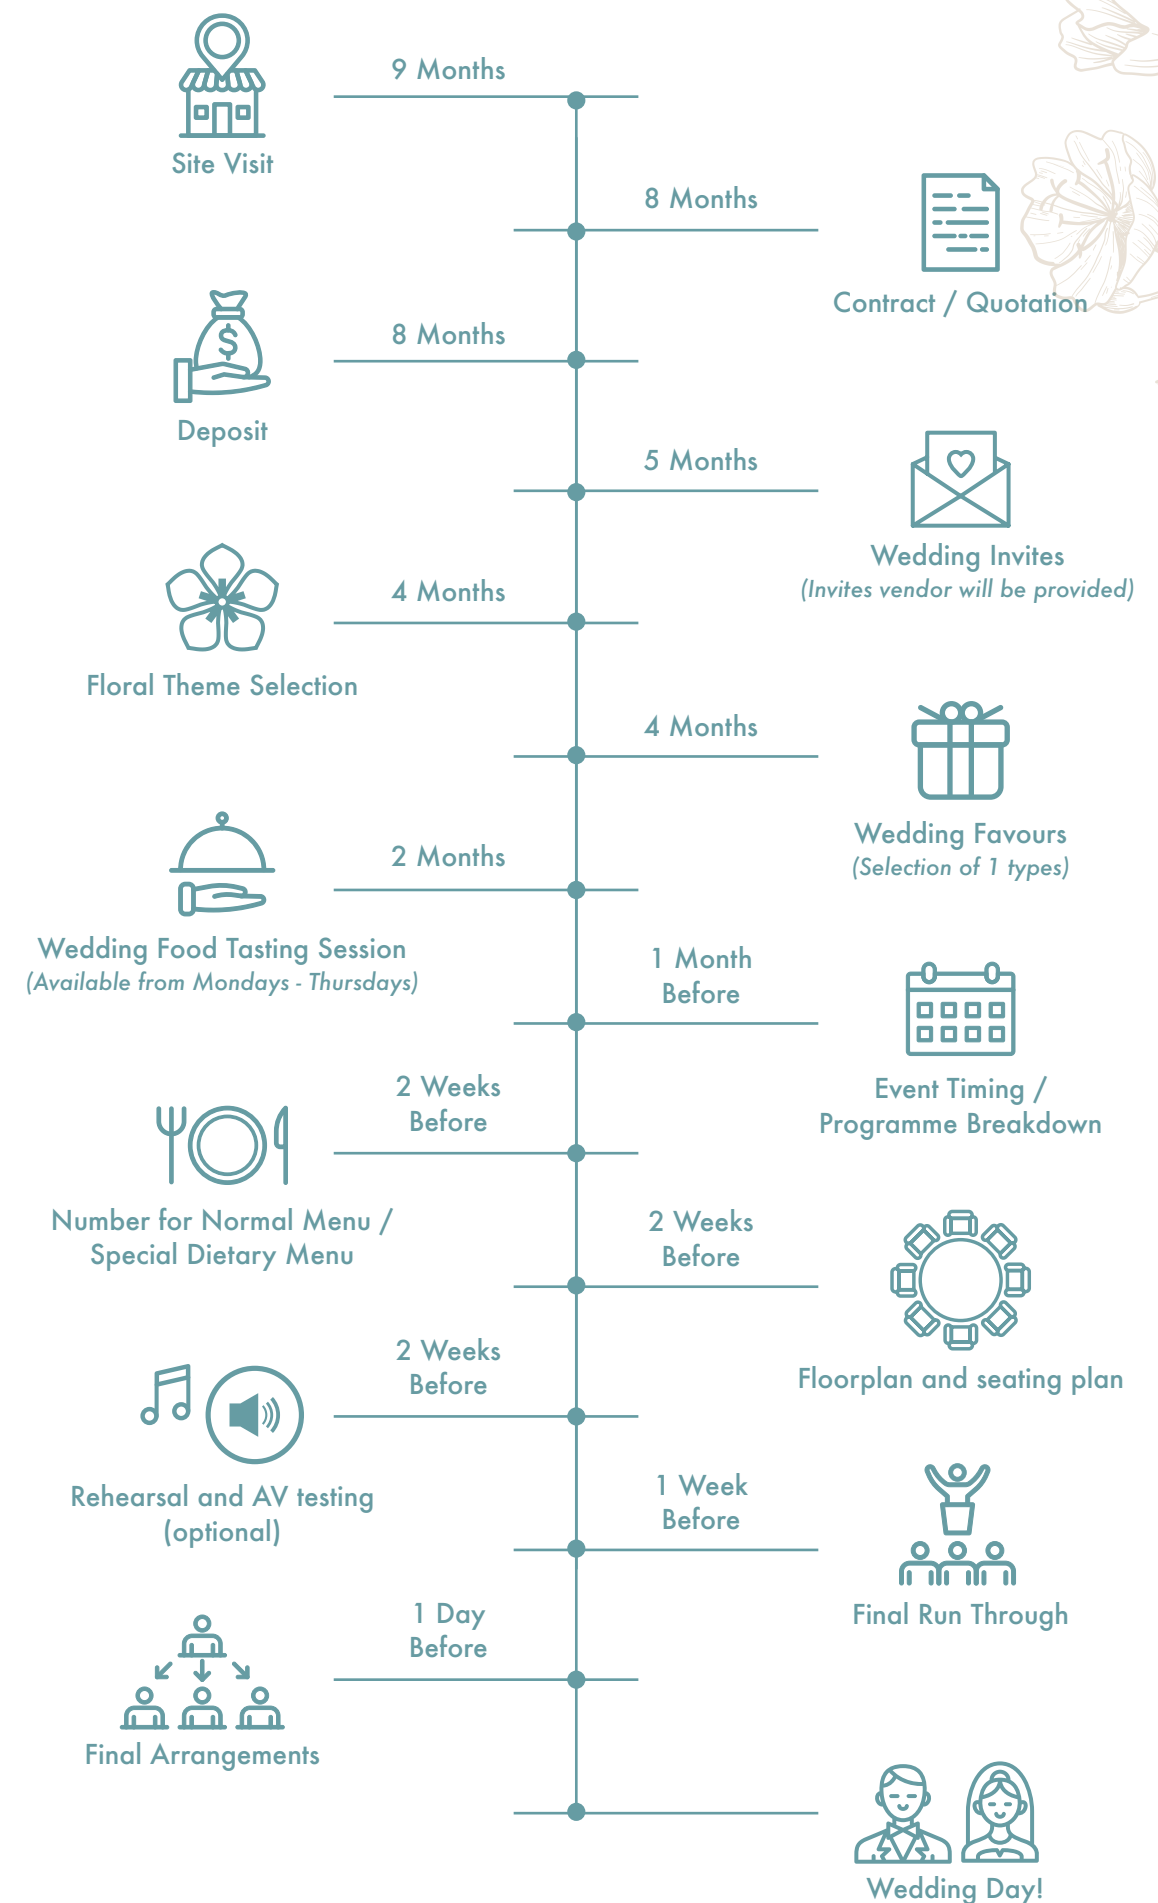 9 Months
Site Visit
8 Months
Contract / Quotation
8 Months
$
Deposit
5 Months
Wedding Invites
(Invites vendor will be provided)
4 Months
Floral Theme Selection
4 Months
Wedding Favours
(Selection of 1 types)
2 Months
Wedding Food Tasting Session
(Available from Mondays - Thursdays)
1 Month
Before
Event Timing /
Programme Breakdown
2 Weeks
Before
Number for Normal Menu /
Special Dietary Menu
2 Weeks
Before
Floorplan and seating plan
2 Weeks
Before
Rehearsal and AV testing
(optional)
1 Week
Before
Final Run Through
1 Day
Before
Final Arrangements
Wedding Day!